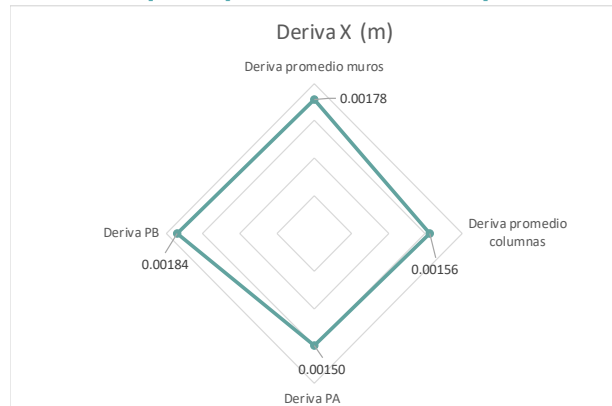 Deriva X (m)
Deriva promedio muros
0.00178
Deriva PB
0.00184
Deriva promedio
columnas
0.00156
0.00150
Deriva PA